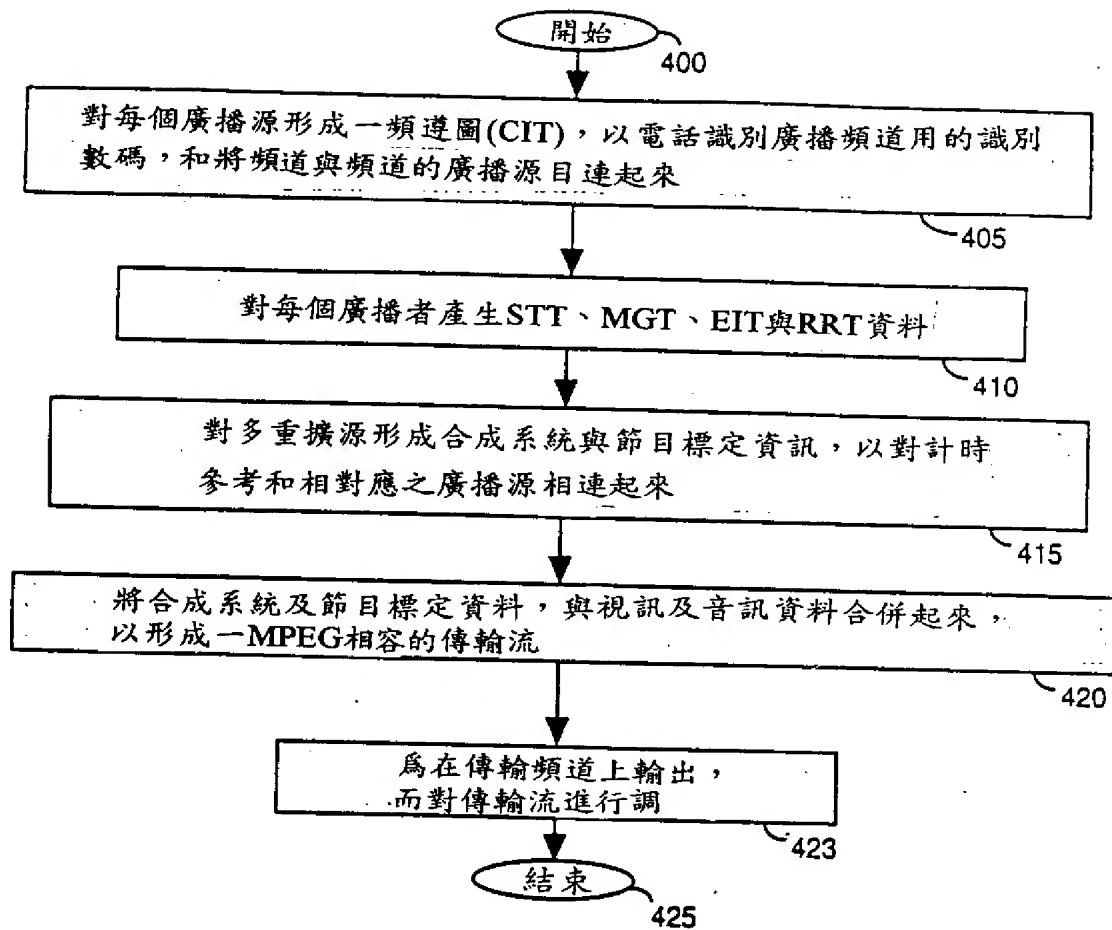 開始
400
對每個廣播源形成一頻遵圖(CIT)，以電話識別廣播頻道用的識別
數碼，和將頻道與頻道的廣播源目連起來
405
對每個廣播者產生STT、MGT、EIT與RRT資料
410
對多重擴源形成合成系統與節目標定資訊，以對計時
參考和相對應之廣播源相連起來
415
將合成系統及節目標定資料，與視訊及音訊資料合併起來，
以形成一MPEG相容的傳輸流
420
爲在傳輸頻道上輸出，
而對傳輸流進行調
423
結束
425